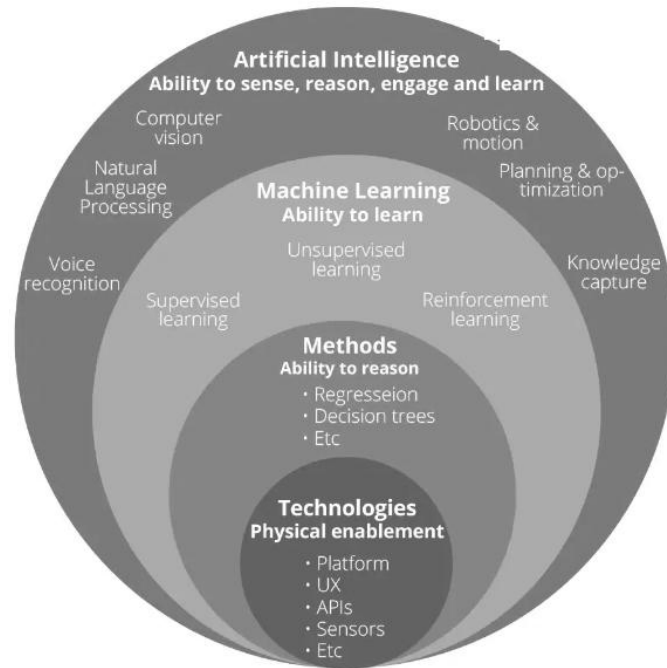 Artificial Intelligence
Ability to sense, reason, engage and learn
Computer
vision
Natural
Language
Processing
Voice
recognition
Robotics &
motion
Planning & op-
timization
Knowledge
capture
Machine Learning
Ability to learn
Unsupervised
learning
Supervised
learning
Reinforcement
learning
Methods
Ability to reason
· Regresseion
· Decision trees
· Etc
Technologies
Physical enablement
· Platform
· UX
· APIs
· Sensors
· Etc